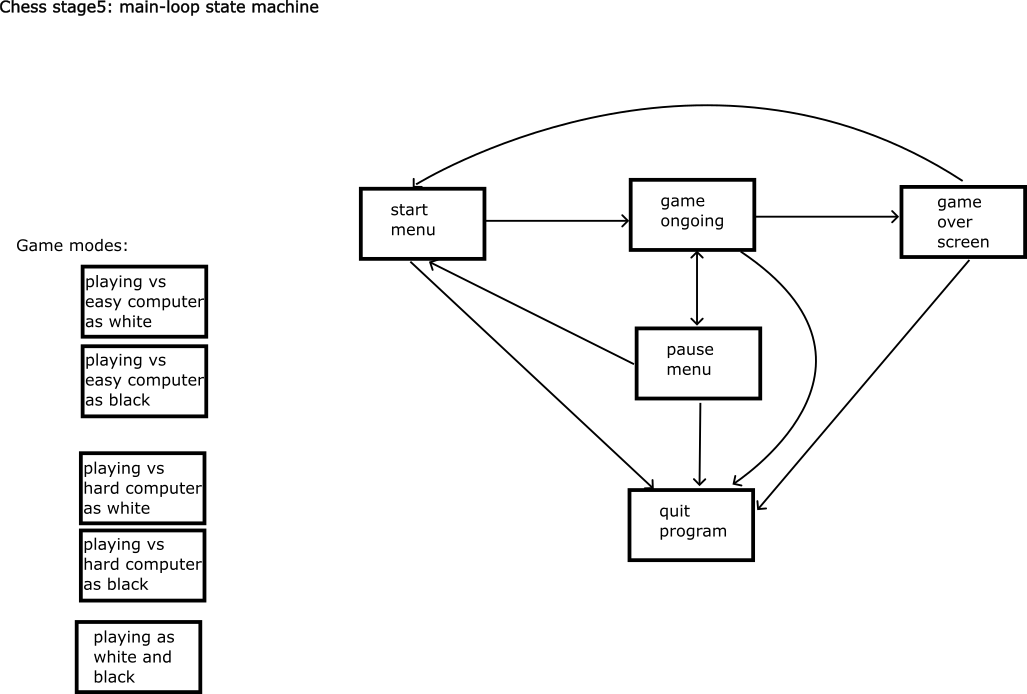 Chess stage5: main-loop state machine
start
menu
game
ongoing
game
over
screen
pause
menu
quit
program
Game modes:
playing vs
easy computer
as white
playing vs
easy computer
as black
playing vs
hard computer
as white
playing vs
hard computer
as black
playing as
white and
black